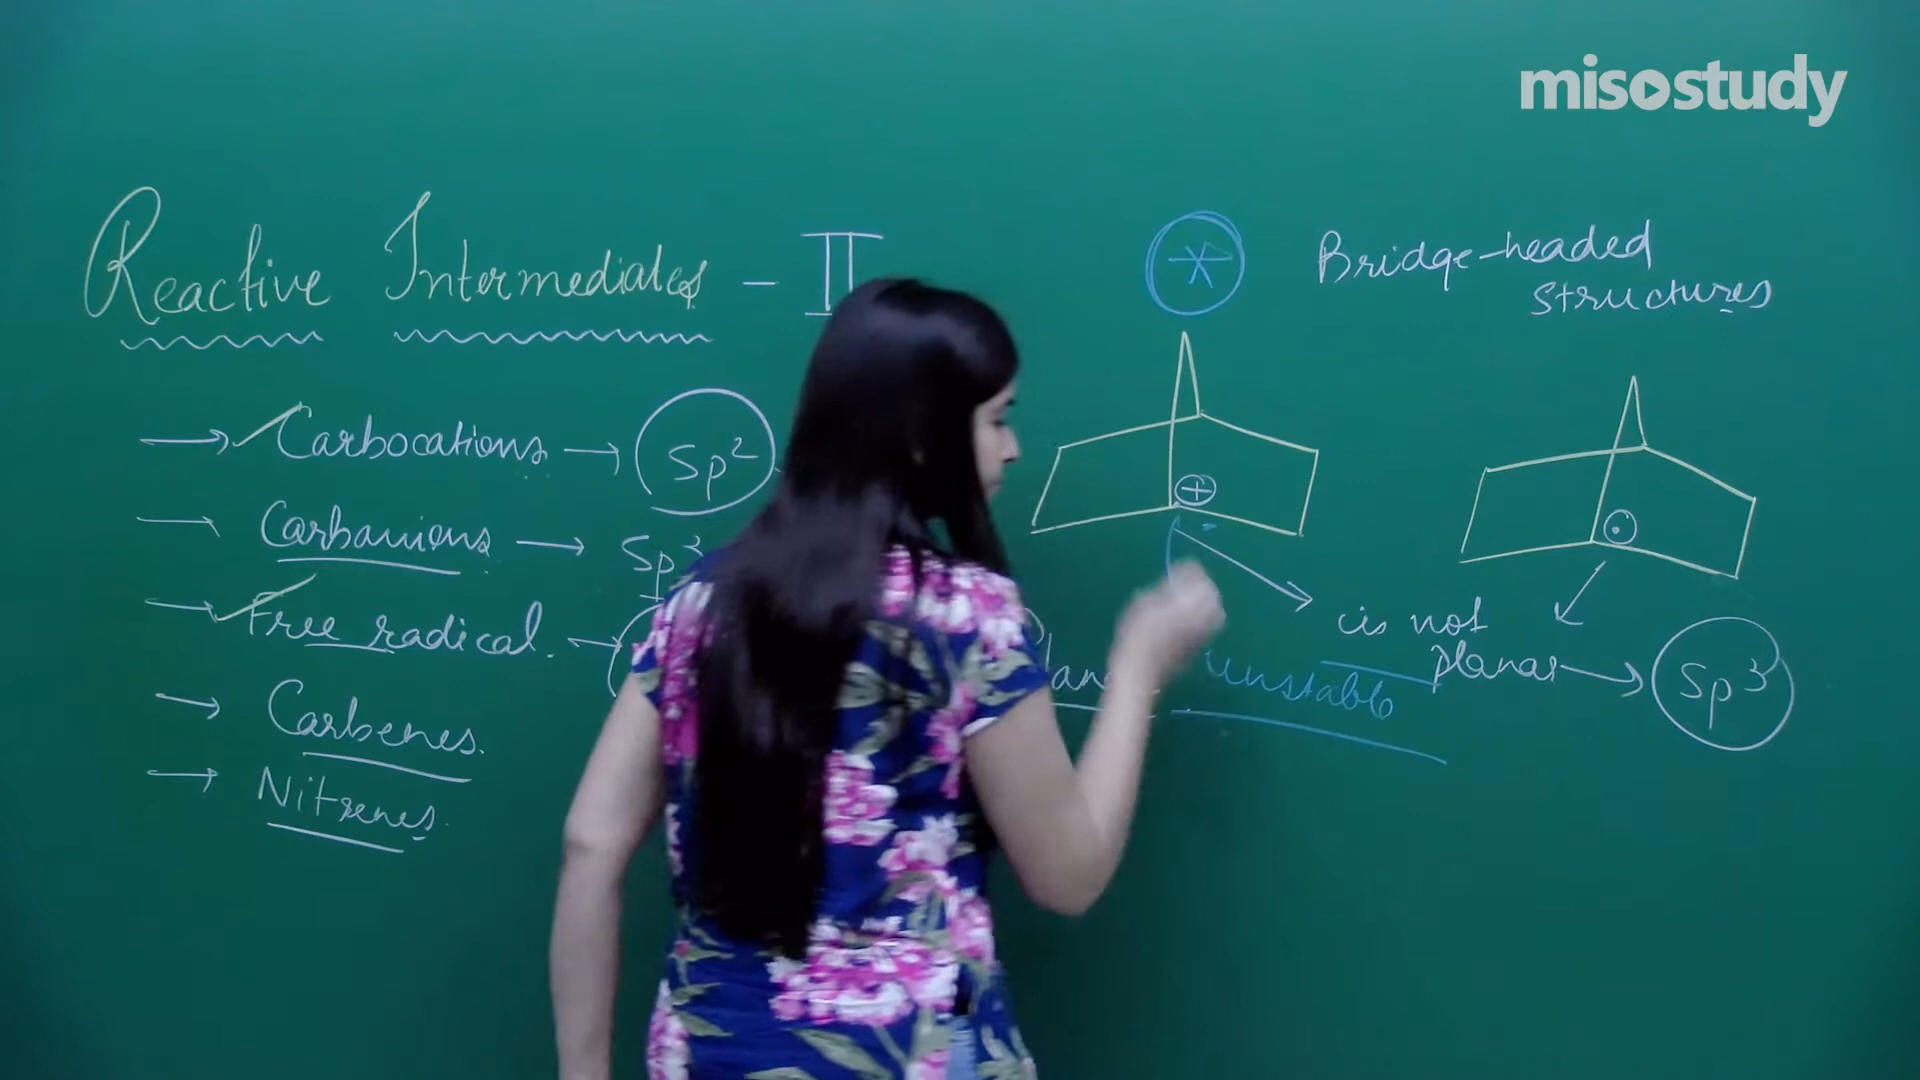 misostudy
Reactive Intermediates - II
→ Carbocations → Sp²
→ Carbanions → Sp³
→ Free radical.
→ Carbenes.
→ Nitrenes.
Bridge-headed
structures
+
is not
planar → Sp³
unstable